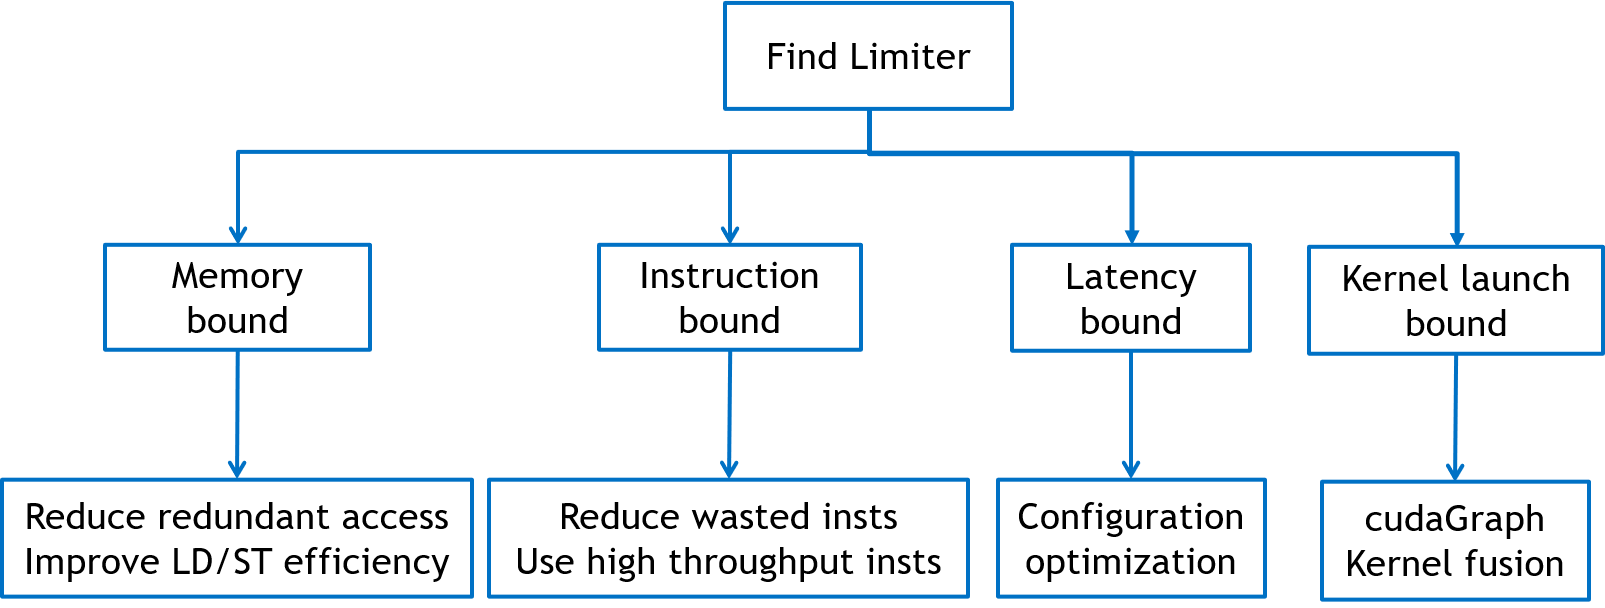 Find Limiter
Memory
bound
Instruction
bound
Latency
bound
Kernel launch
bound
Reduce redundant access
Improve LD/ST efficiency
Reduce wasted insts
Use high throughput insts
Configuration
optimization
cudaGraph
Kernel fusion